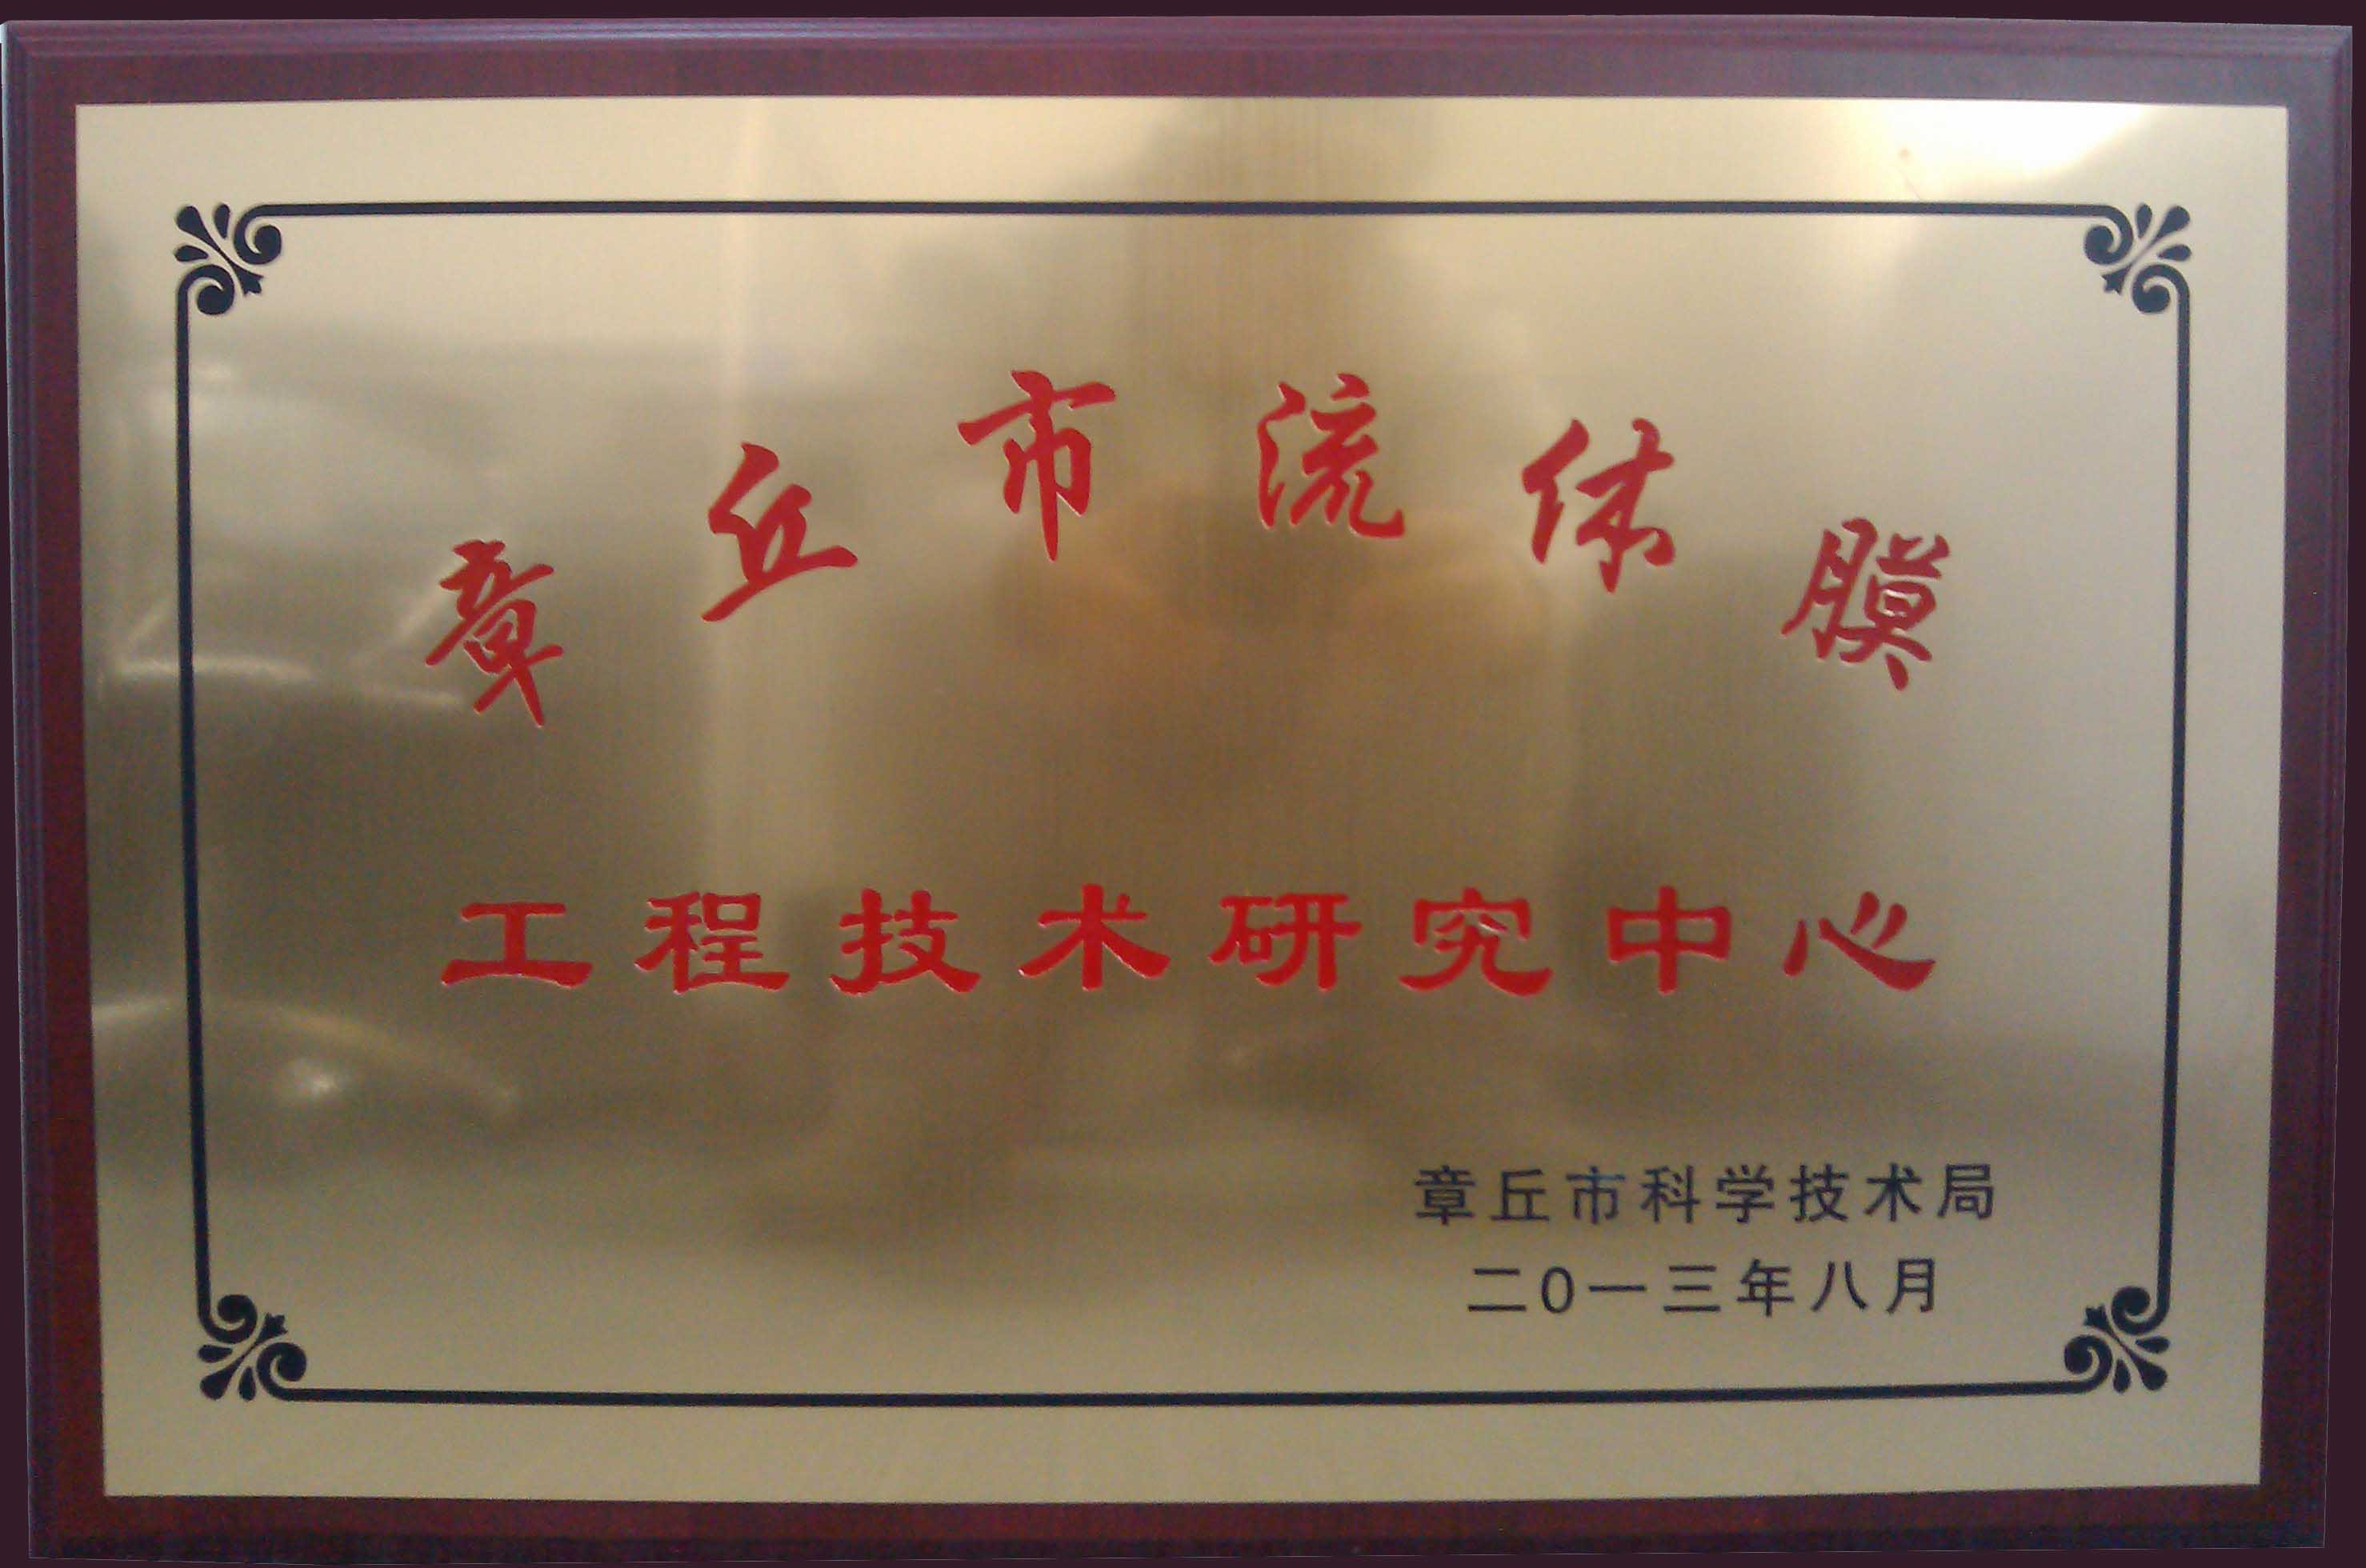 章丘市流体膜
工程技术研究中心
章丘市科学技术局
二0一三年八月